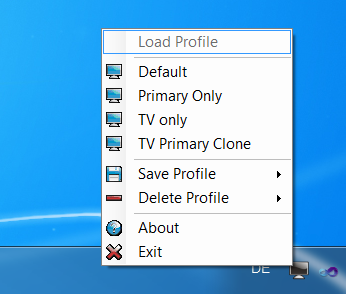 Load Profile
Default
Primary Only
TV only
TV Primary Clone
Save Profile
Delete Profile
About
Exit
DE